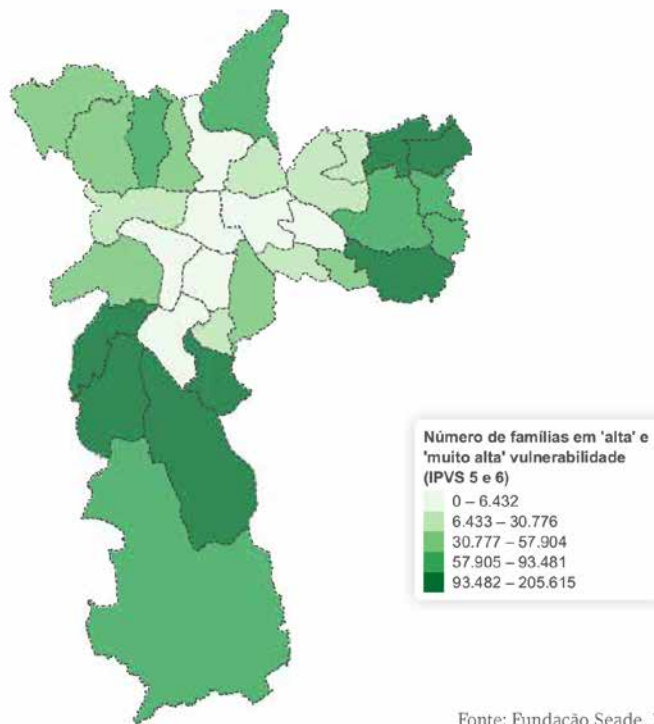 Número de famílias em 'alta' e
'muito alta' vulnerabilidade
(IPVS 5 e 6)
0 – 6.432
6.433 – 30.776
30.777 – 57.904
57.905 – 93.481
93.482 – 205.615
Fonte: Fundação Seade,